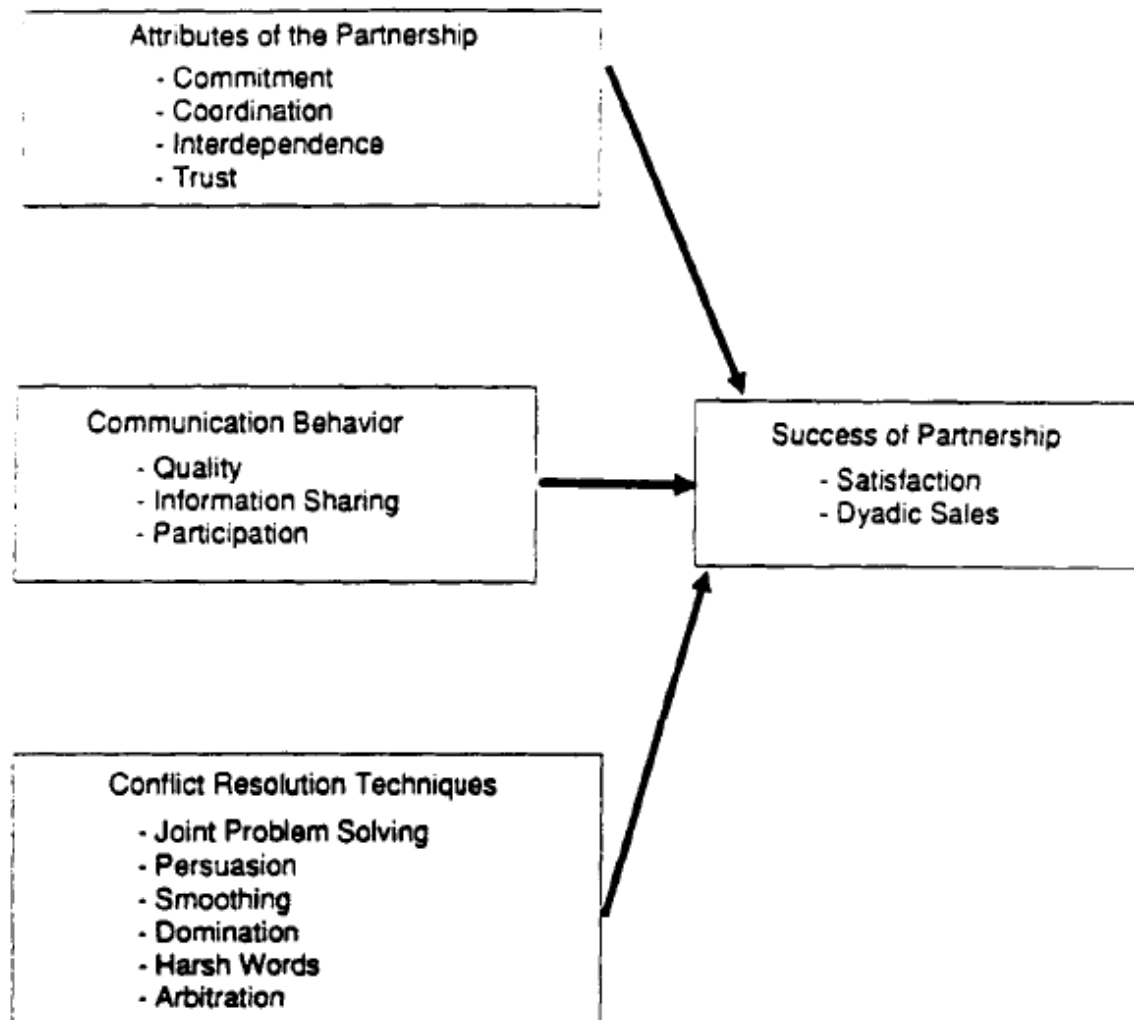 Attributes of the Partnership
- Commitment
- Coordination
- Interdependence
- Trust
Communication Behavior
- Quality
- Information Sharing
- Participation
Success of Partnership
- Satisfaction
- Dyadic Sales
Conflict Resolution Techniques
- Joint Problem Solving
- Persuasion
- Smoothing
- Domination
- Harsh Words
- Arbitration